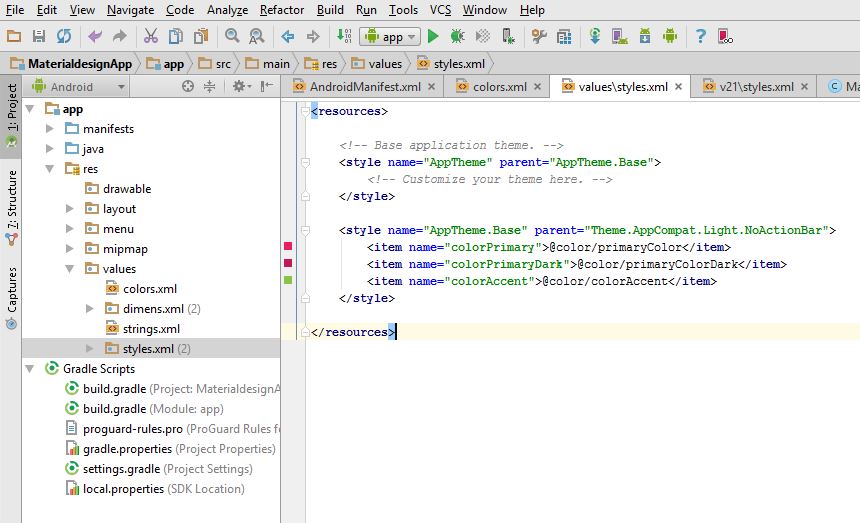 File Edit View Navigate Code Analyze Refactor Build Run Tools VCS Window Help
app
MaterialdesignApp app src main res values styles.xml
1: Project
7: Structure
Captures
Android
AndroidManifest.xml colors.xml values\styles.xml v21\styles.xml Ma
app
manifests
java
res
drawable
layout
menu
mipmap
values
colors.xml
dimens.xml (2)
strings.xml
styles.xml (2)
Gradle Scripts
build.gradle (Project: MaterialdesignA
build.gradle (Module: app)
proguard-rules.pro (ProGuard Rules fo
gradle.properties (Project Properties)
settings.gradle (Project Settings)
local.properties (SDK Location)
<resources>
<!-- Base application theme. -->
<style name="AppTheme" parent="AppTheme.Base">
<!-- Customize your theme here. -->
</style>
<style name="AppTheme.Base" parent="Theme.AppCompat.Light.NoActionBar">
<item name="colorPrimary">@color/primaryColor</item>
<item name="colorPrimaryDark">@color/primaryColorDark</item>
<item name="colorAccent">@color/colorAccent</item>
</style>
</resources>